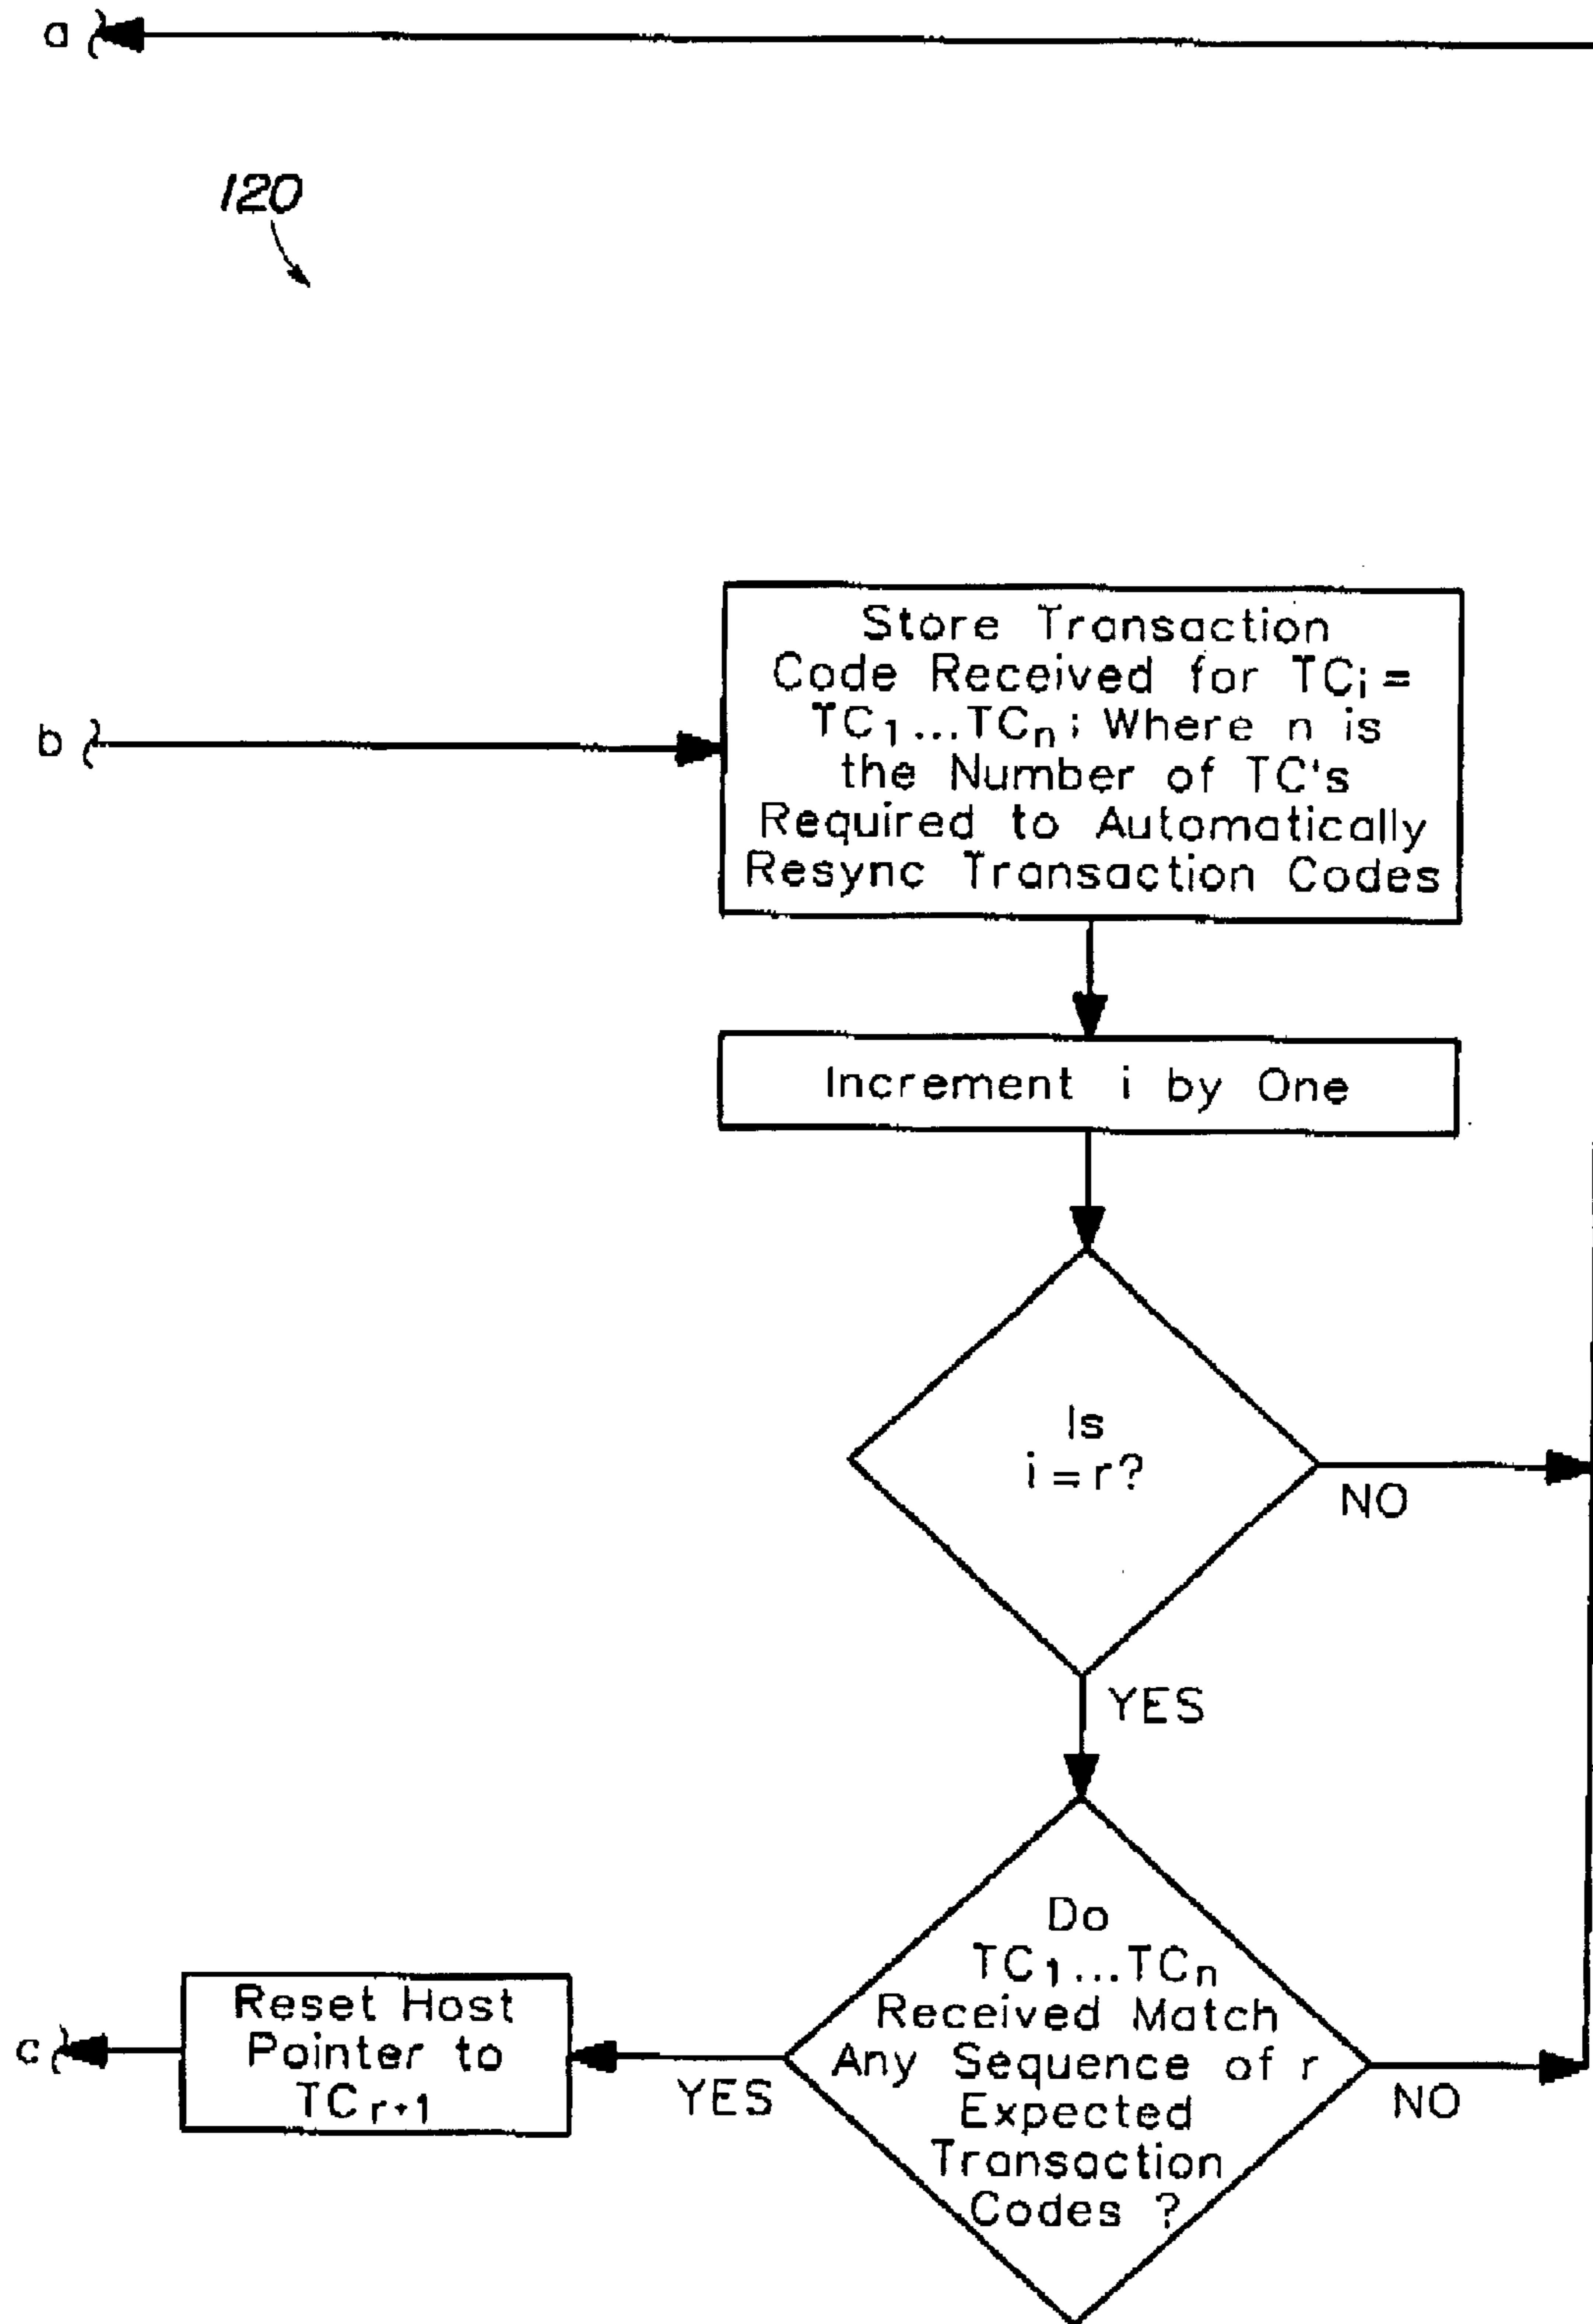 a
120
b
Store Transaction
Code Received for TCi =
TC1...TCn; Where n is
the Number of TC's
Required to Automatically
Resync Transaction Codes
Increment i by One
Is
i = r?
NO
YES
Do
TC1...TCn
Received Match
Any Sequence of r
Expected
Transaction
Codes ?
NO
YES
Reset Host
Pointer to
TCr+1
c